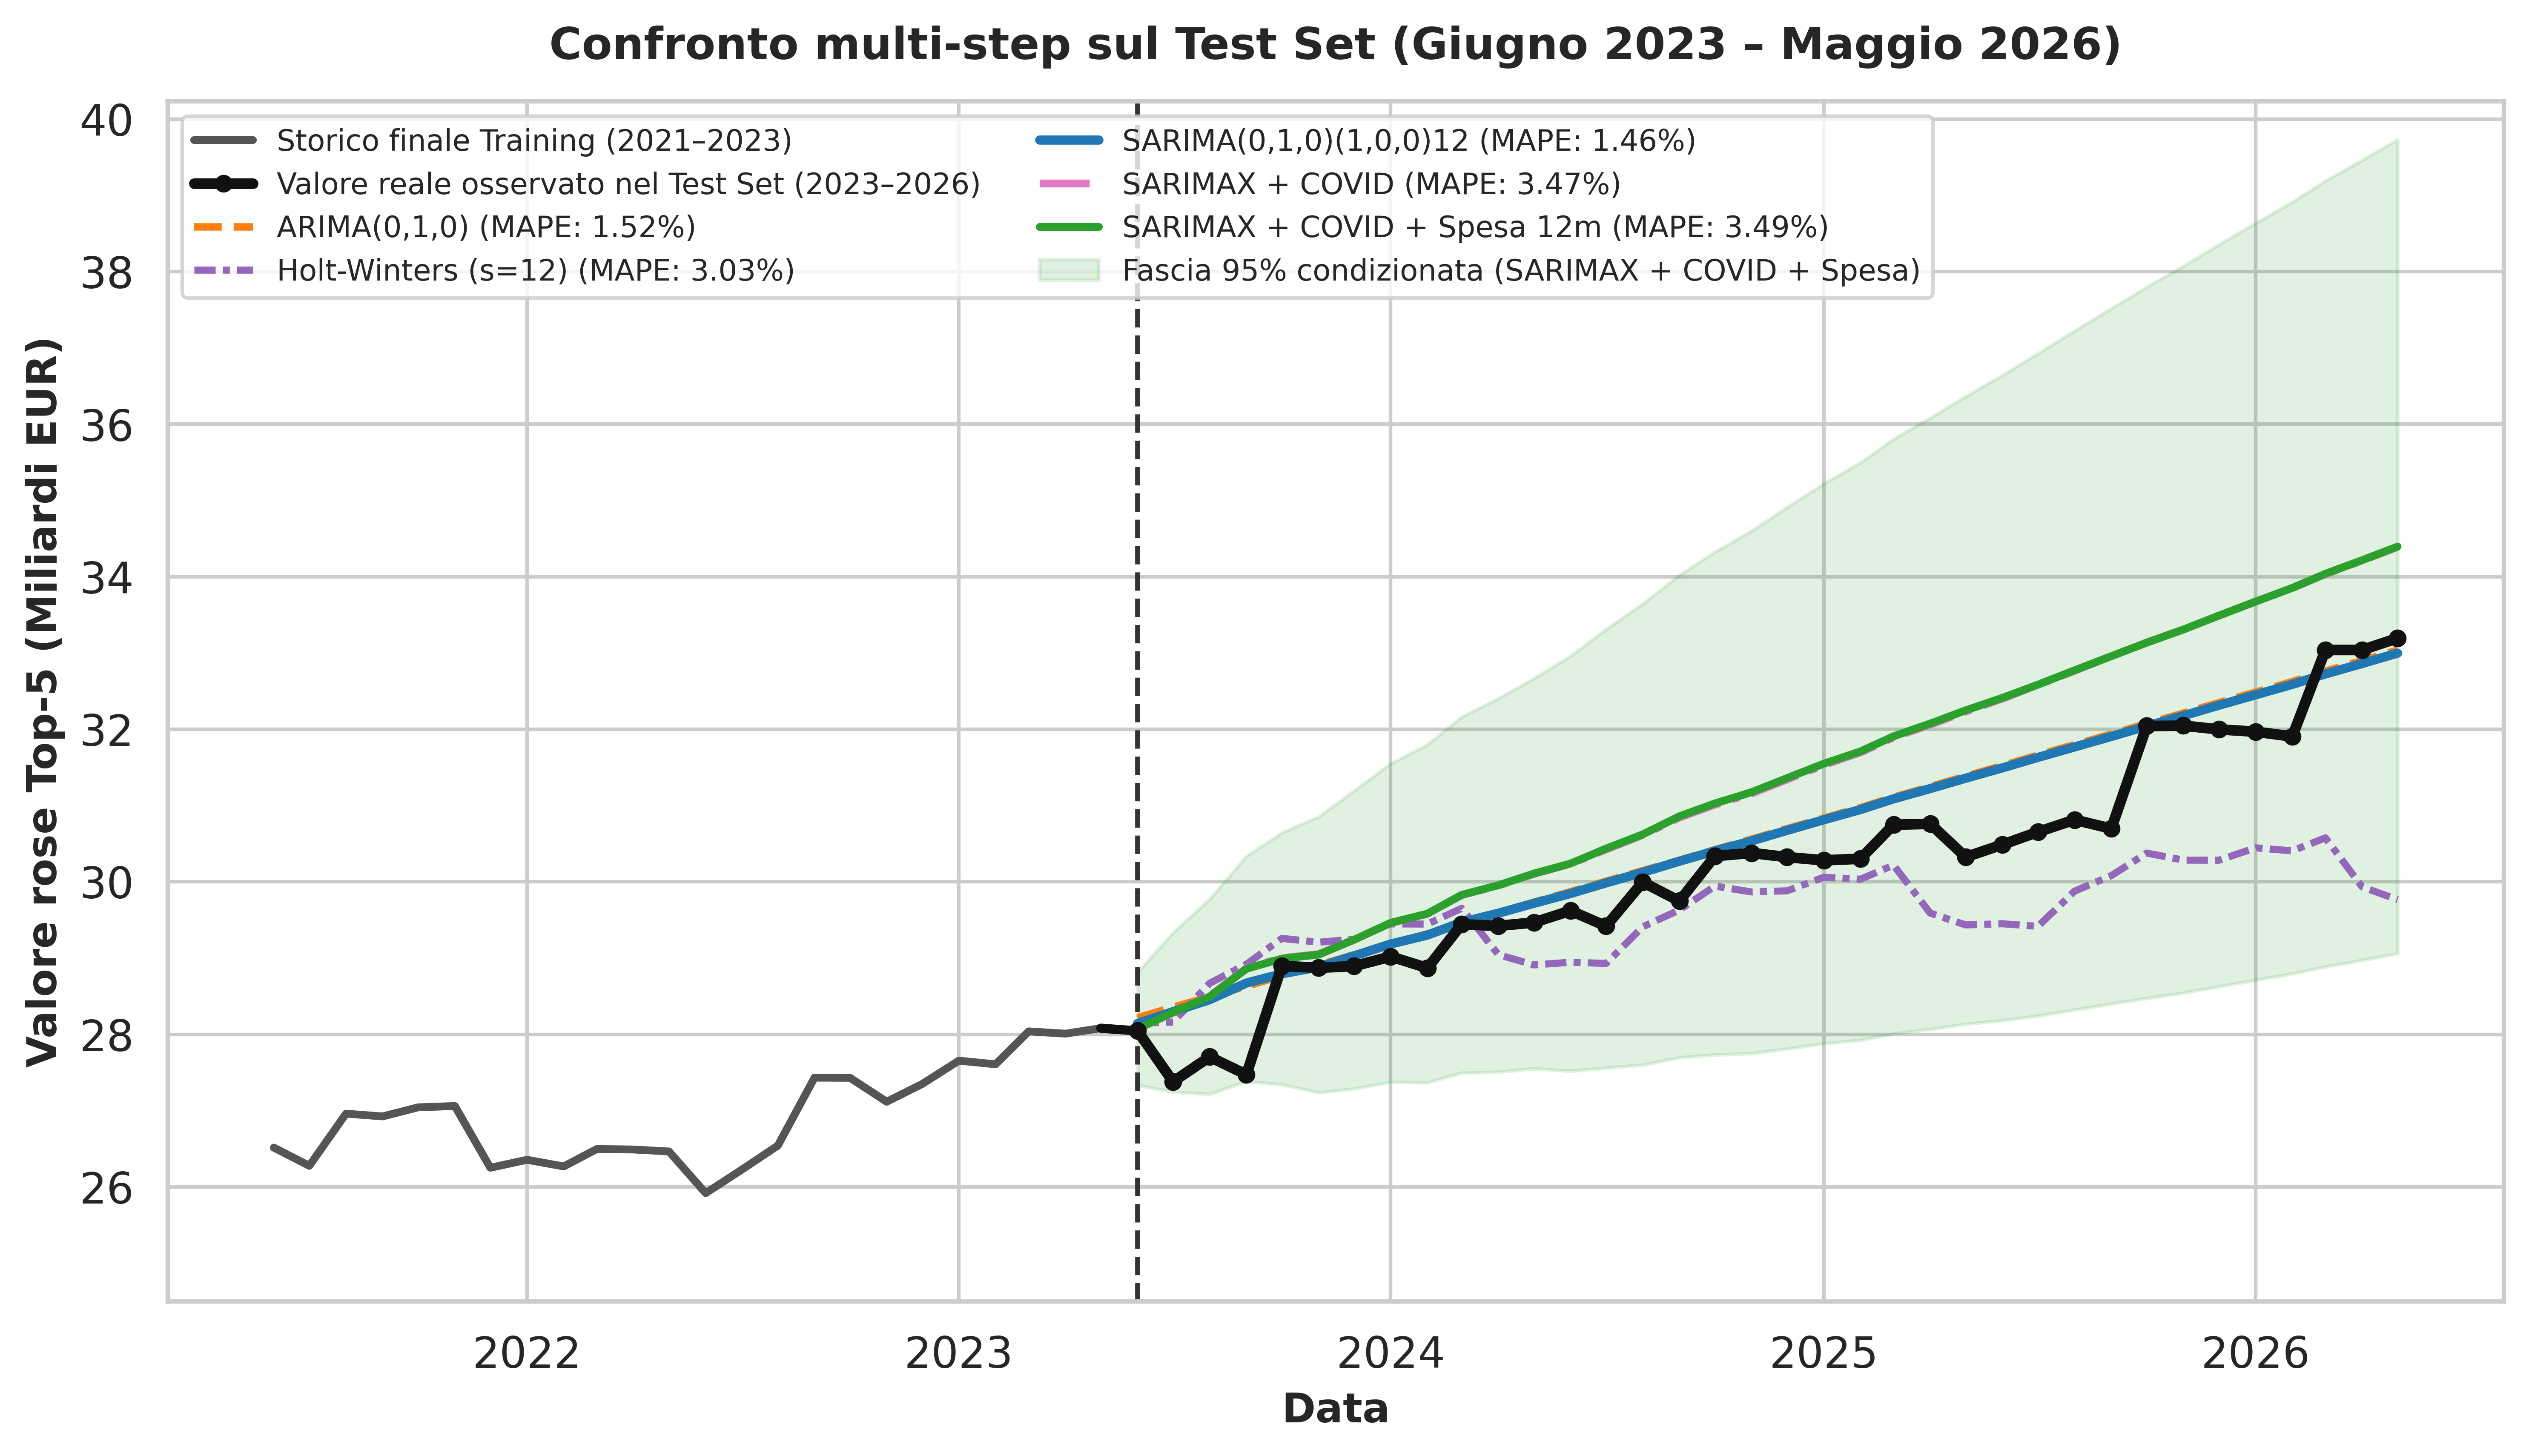 Confronto multi-step sul Test Set (Giugno 2023 – Maggio 2026)
Storico finale Training (2021–2023)
Valore reale osservato nel Test Set (2023–2026)
ARIMA(0,1,0) (MAPE: 1.52%)
Holt-Winters (s=12) (MAPE: 3.03%)
SARIMA(0,1,0)(1,0,0)12 (MAPE: 1.46%)
SARIMAX + COVID (MAPE: 3.47%)
SARIMAX + COVID + Spesa 12m (MAPE: 3.49%)
Fascia 95% condizionata (SARIMAX + COVID + Spesa)
Valore rose Top-5 (Miliardi EUR)
40
38
36
34
32
30
28
26
2022
2023
2024
2025
2026
Data